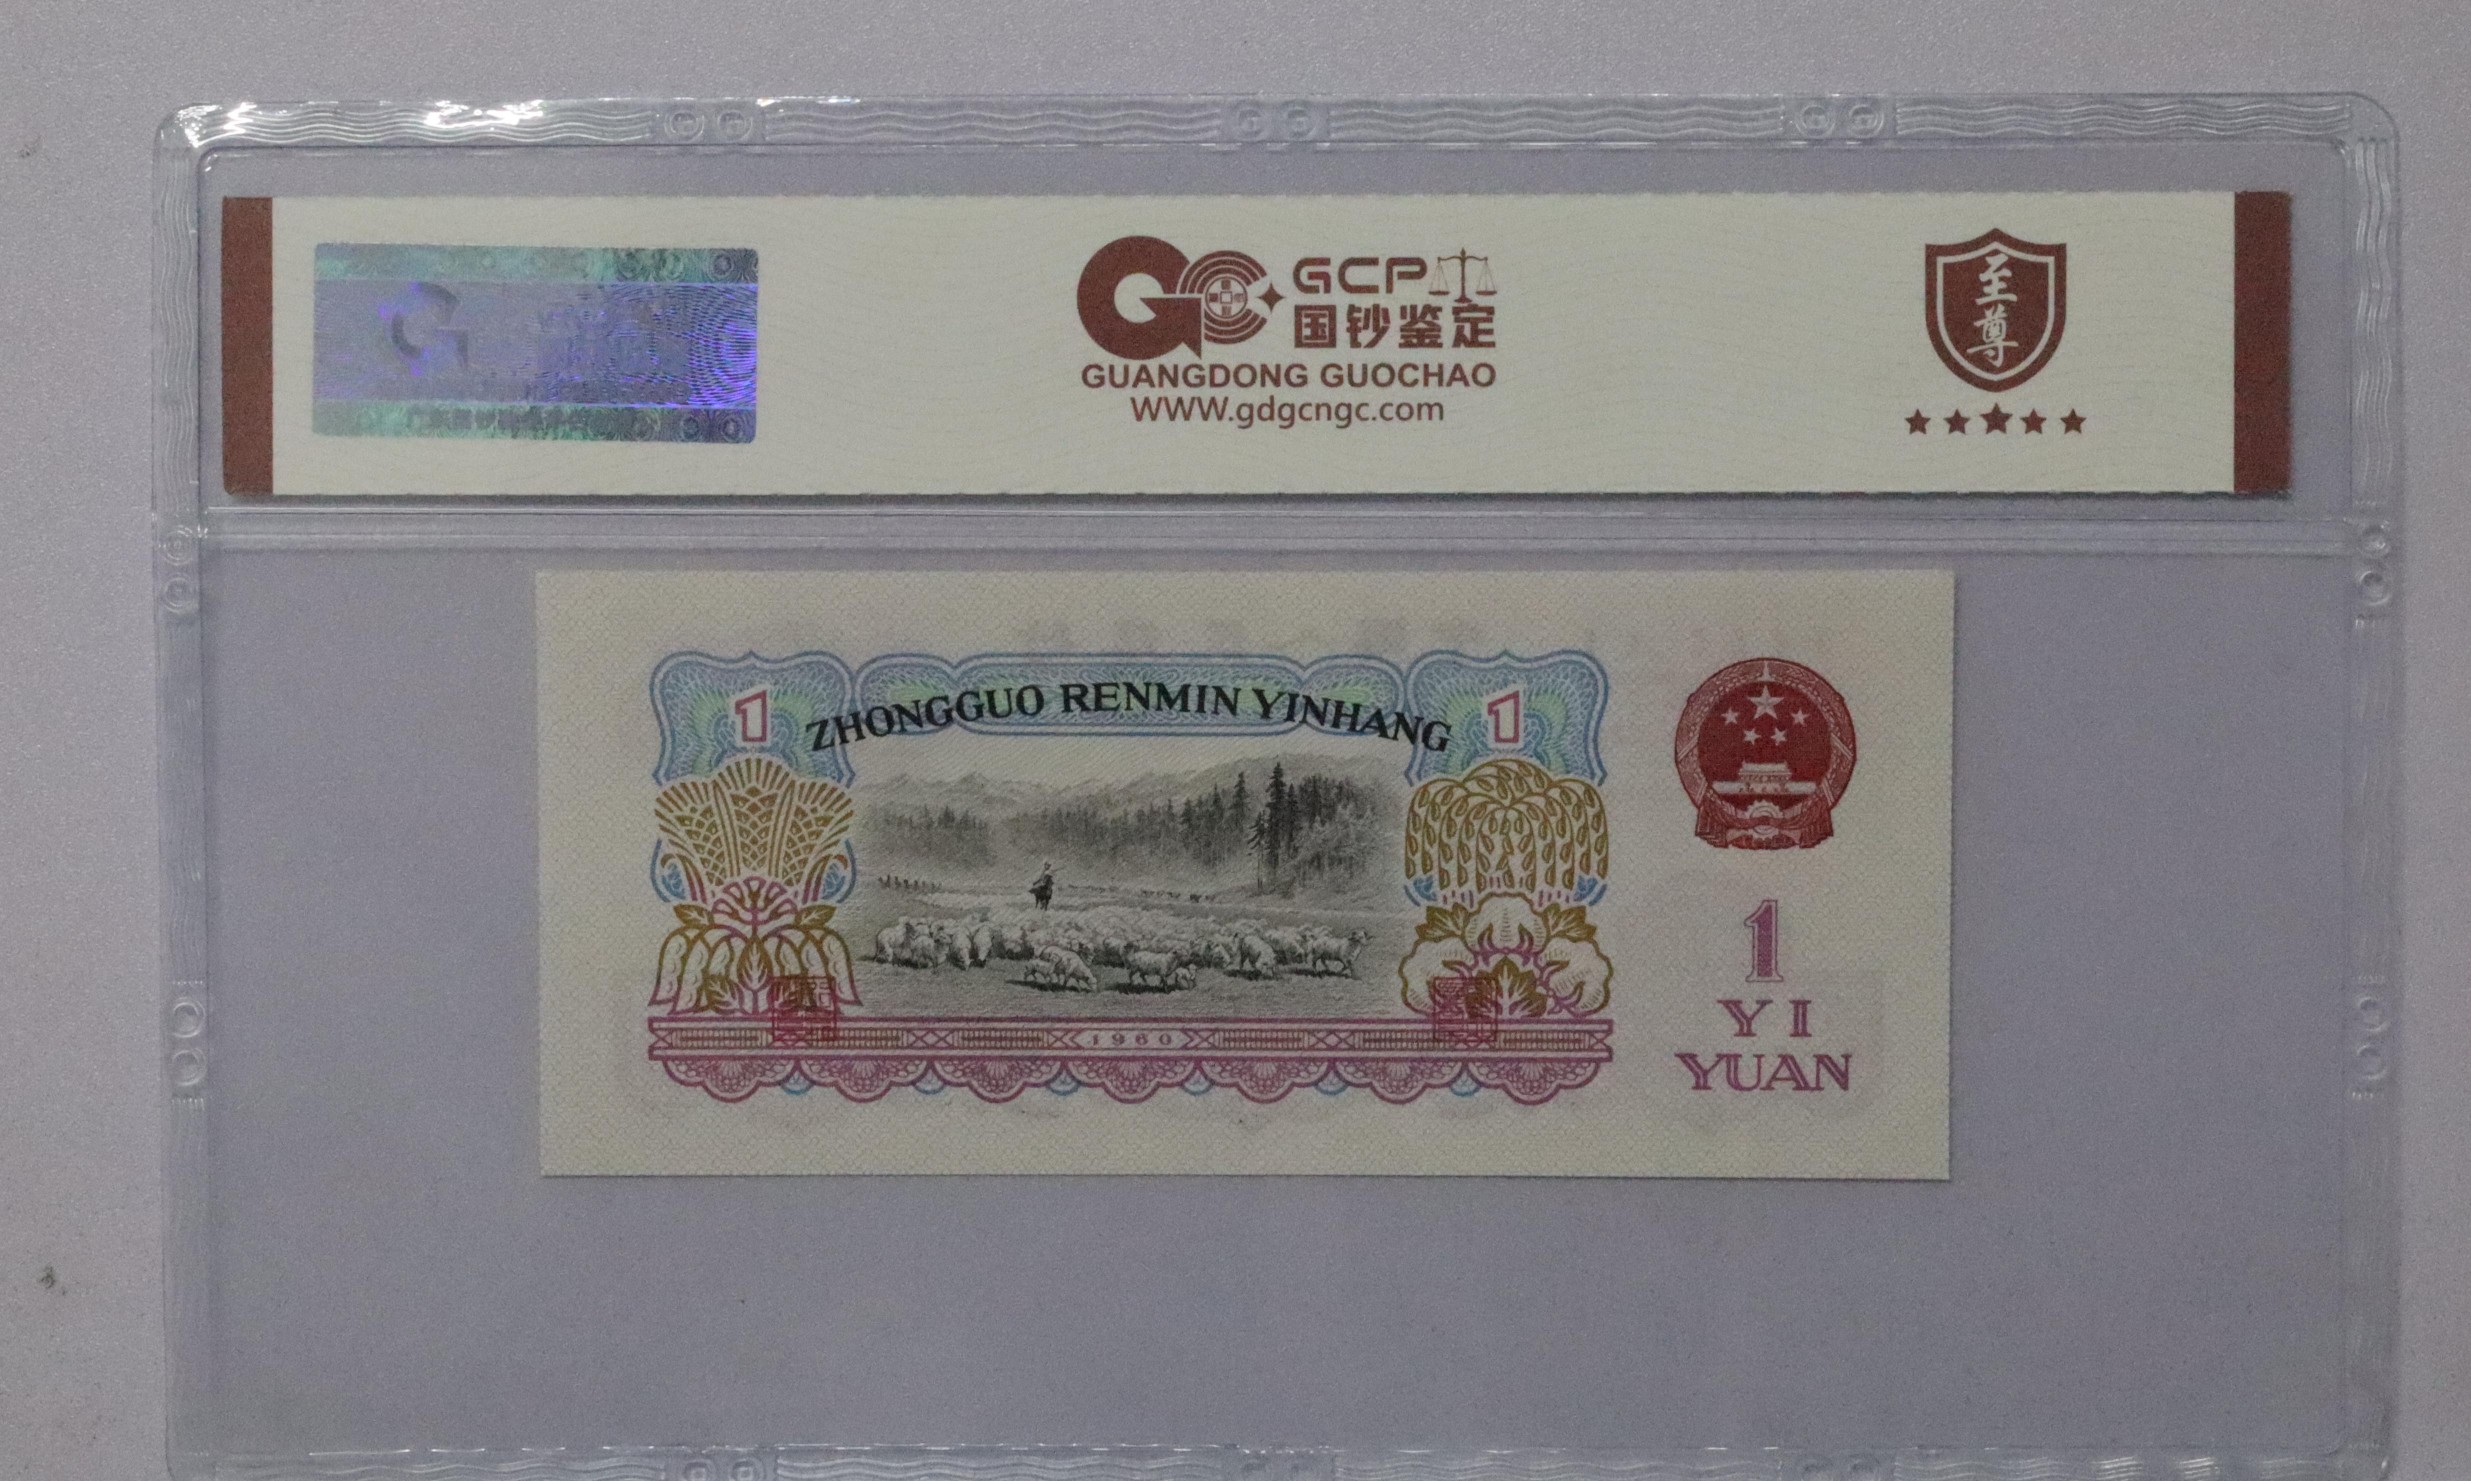 GCP
国钞鉴定
GUANGDONG GUOCHAO
WWW.gdgcngc.com
至尊
1
ZHONGGUO RENMIN YINHANG
1
1960
1
YI
YUAN